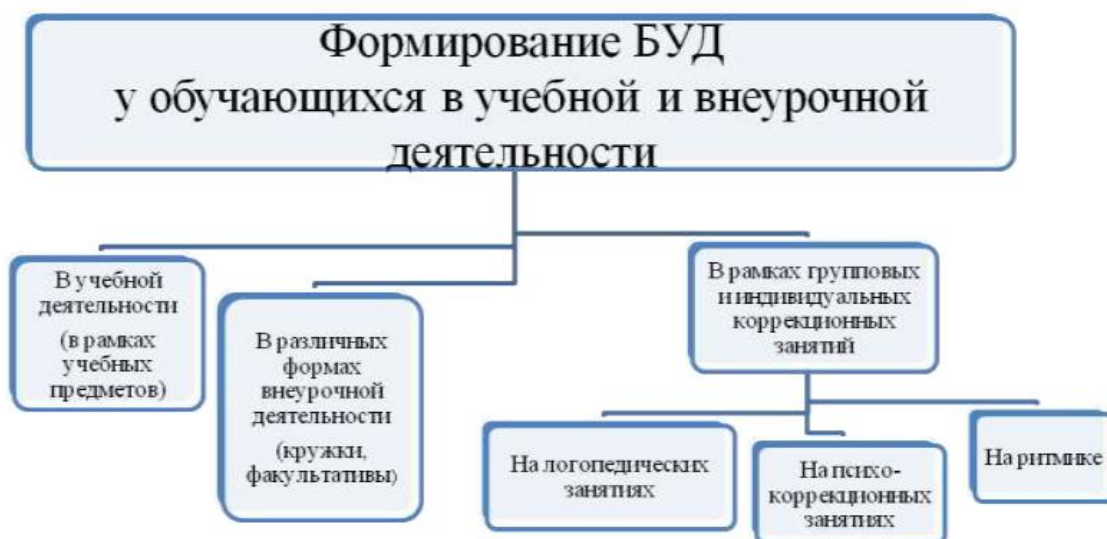 Формирование БУД
у обучающихся в учебной и внеурочной
деятельности
В учебной
деятельности
(в рамках
учебных
предметов)
В различных
формах
внеурочной
деятельности
(кружки,
факультативы)
В рамках групповых
и индивидуальных
коррекционных
занятий
На логопедических
занятиях
На психо-
коррекционных
занятиях
На ритмике